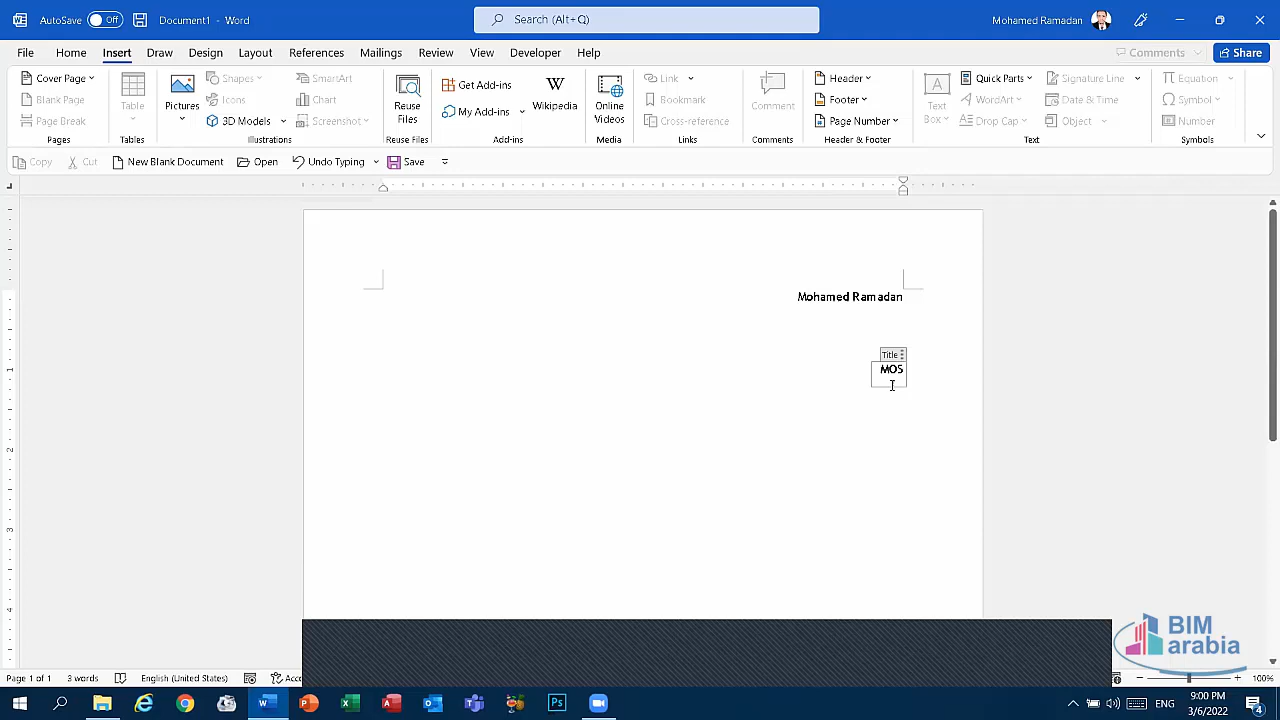 AutoSave Off Document1 - Word Search (Alt+Q) Mohamed Ramadan
File Home Insert Draw Design Layout References Mailings Review View Developer Help Comments Share
Cover Page
Blank Page
Page Break
Pages
Table
Tables
Pictures
Shapes
Icons
3D Models
SmartArt
Chart
Screenshot
Illustrations
Reuse
Files
Reuse Files
Get Add-ins
My Add-ins
Wikipedia
Add-ins
Online
Videos
Media
Link
Bookmark
Cross-reference
Links
Comment
Comments
Header
Footer
Page Number
Header & Footer
Text
Box
Quick Parts
WordArt
Drop Cap
Signature Line
Date & Time
Object
Text
Equation
Symbol
Number
Symbols
Copy Cut New Blank Document Open Undo Typing Save
Mohamed Ramadan
Title
MOS
1
2
3
4
BIM
arabia
Page 1 of 1 3 words English (United States) Acce 100%
ENG
9:00 PM
3/6/2022
4